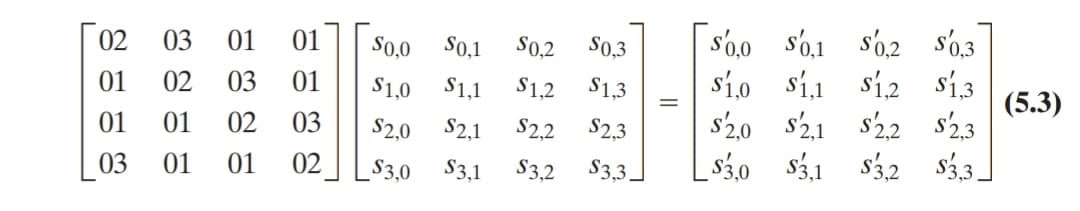 02 03 01 01 s0,0 s0,1 s0,2 s0,3 s′0,0 s′0,1 s′0,2 s′0,3
01 02 03 01 s1,0 s1,1 s1,2 s1,3 = s′1,0 s′1,1 s′1,2 s′1,3 (5.3)
01 01 02 03 s2,0 s2,1 s2,2 s2,3 s′2,0 s′2,1 s′2,2 s′2,3
03 01 01 02 s3,0 s3,1 s3,2 s3,3 s′3,0 s′3,1 s′3,2 s′3,3